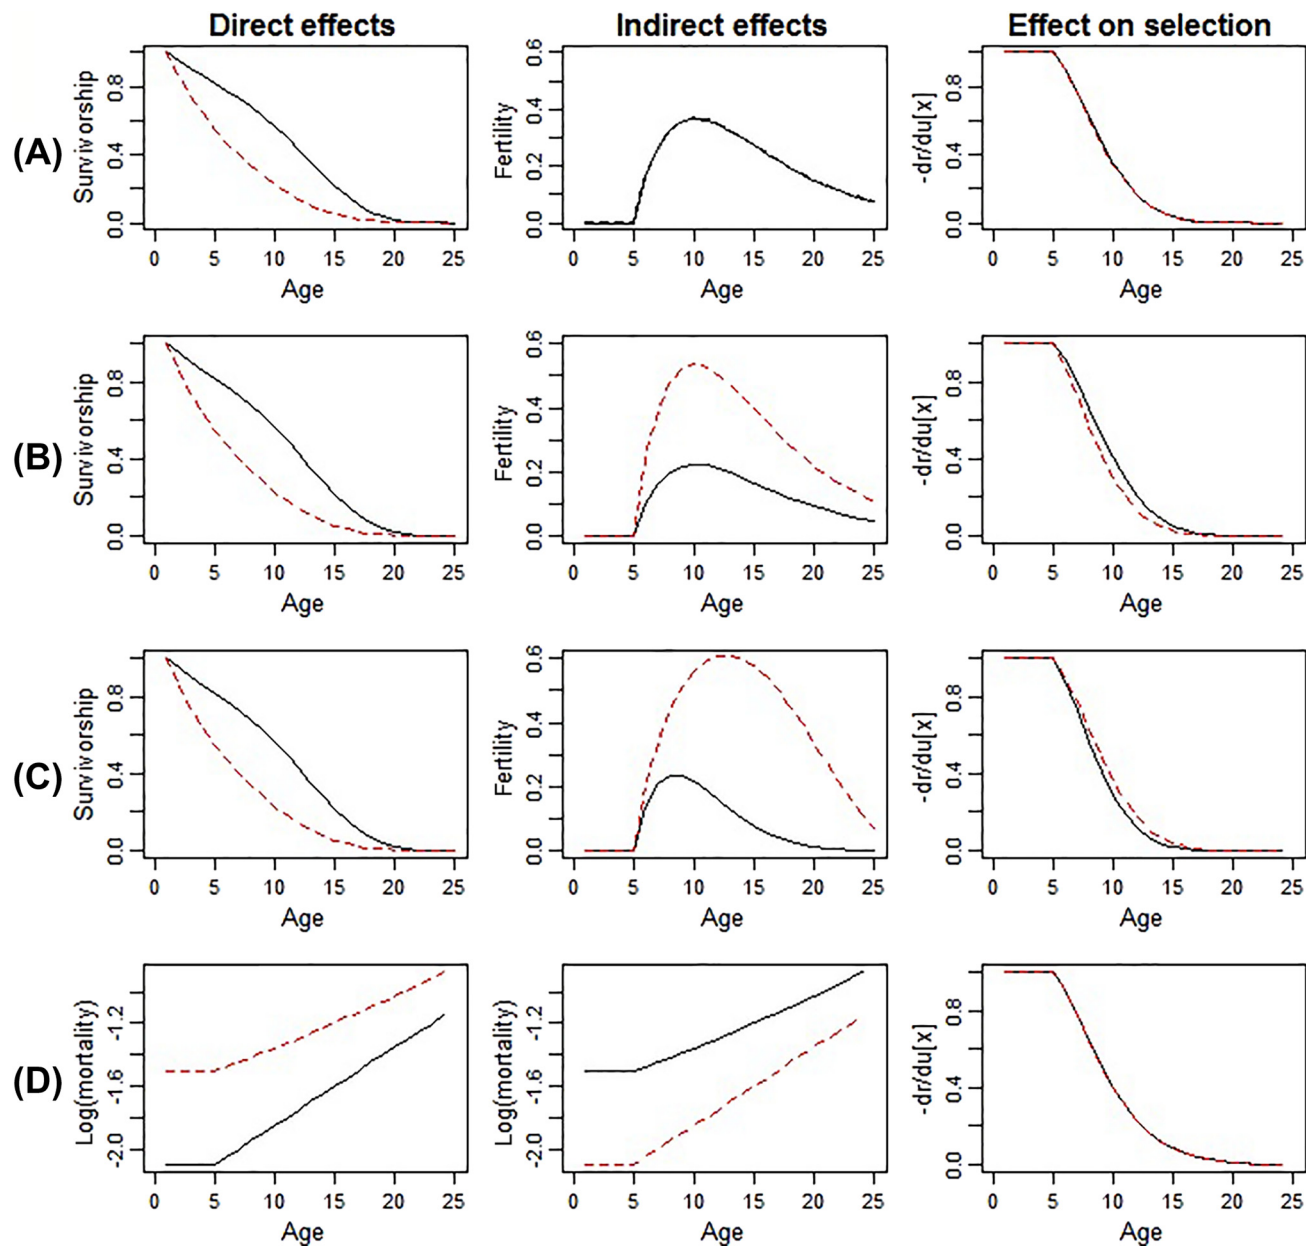 Direct effects Indirect effects Effect on selection
(A)
Survivorship
0.0 0.4 0.8
0 5 10 15 20 25
Age
Fertility
0.0 0.2 0.4 0.6
0 5 10 15 20 25
Age
-dr/du[x]
0.0 0.4 0.8
0 5 10 15 20 25
Age
(B)
Survivorship
0.0 0.4 0.8
0 5 10 15 20 25
Age
Fertility
0.0 0.2 0.4 0.6
0 5 10 15 20 25
Age
-dr/du[x]
0.0 0.4 0.8
0 5 10 15 20 25
Age
(C)
Survivorship
0.0 0.4 0.8
0 5 10 15 20 25
Age
Fertility
0.0 0.2 0.4 0.6
0 5 10 15 20 25
Age
-dr/du[x]
0.0 0.4 0.8
0 5 10 15 20 25
Age
(D)
Log(mortality)
-2.0 -1.6 -1.2
0 5 10 15 20 25
Age
Log(mortality)
-2.0 -1.6 -1.2
0 5 10 15 20 25
Age
-dr/du[x]
0.0 0.4 0.8
0 5 10 15 20 25
Age